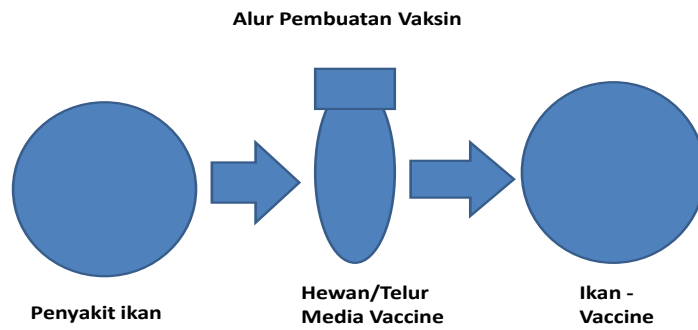 Alur Pembuatan Vaksin
Penyakit ikan
Hewan/Telur
Media Vaccine
Ikan -
Vaccine